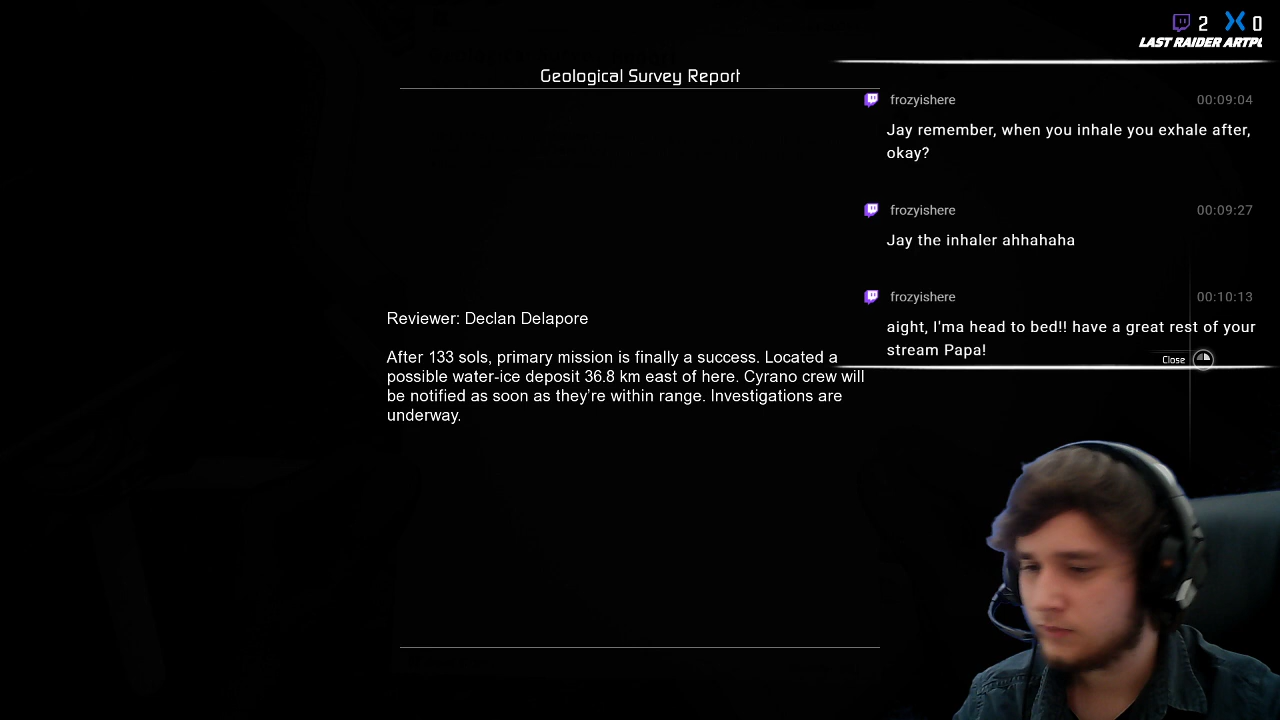 2 0
LAST RAIDER
Geological Survey Report
frozyishere 00:09:04
Jay remember, when you inhale you exhale after,
okay?
frozyishere 00:09:27
Jay the inhaler ahhahaha
frozyishere 00:10:13
aight, I'ma head to bed!! have a great rest of your
stream Papa!
Close
Reviewer: Declan Delapore
After 133 sols, primary mission is finally a success. Located a
possible water-ice deposit 36.8 km east of here. Cyrano crew will
be notified as soon as they're within range. Investigations are
underway.